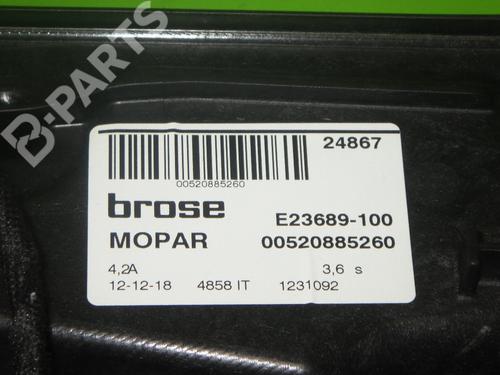 B-PARTS
24867
00520885260
brose
E23689-100
MOPAR 00520885260
4,2A 3,6 s
12-12-18 4858 IT 1231092